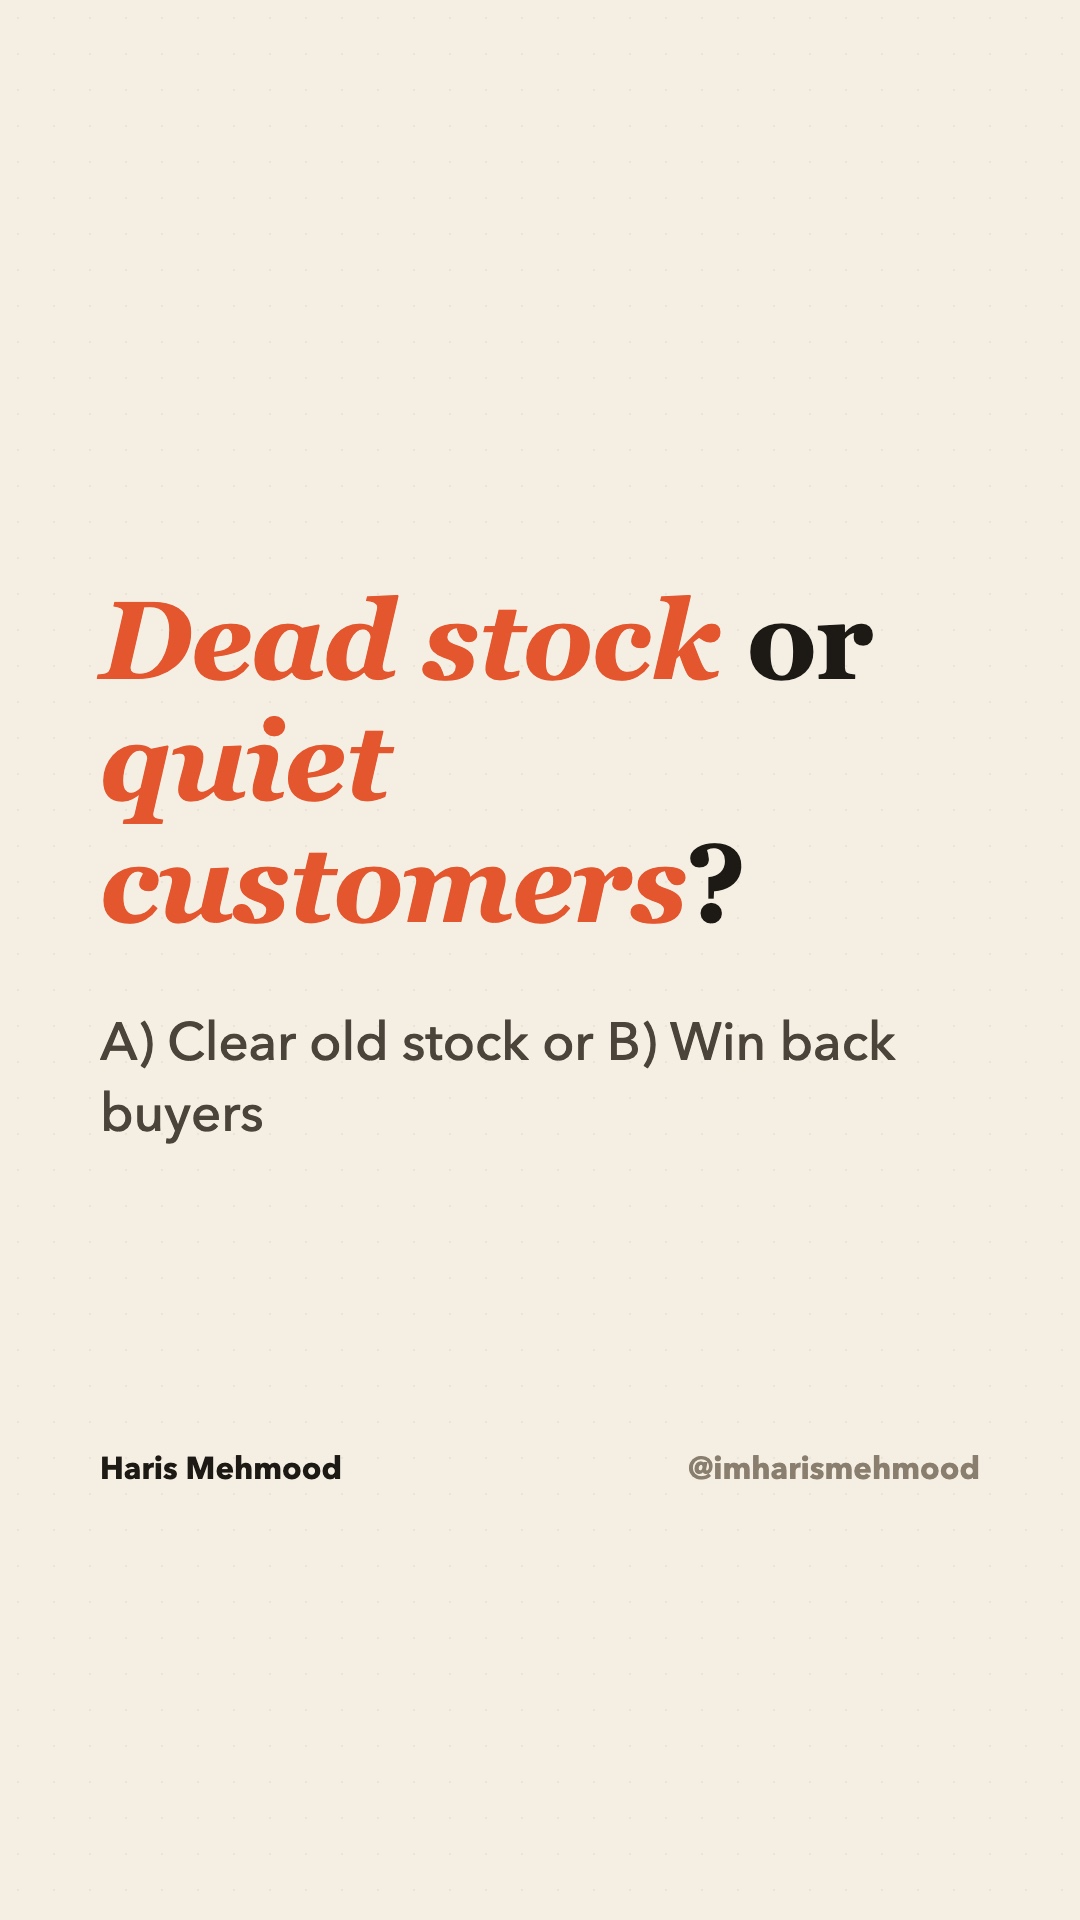 Dead stock or
quiet
customers?
A) Clear old stock or B) Win back
buyers
Haris Mehmood
@imharismehmood